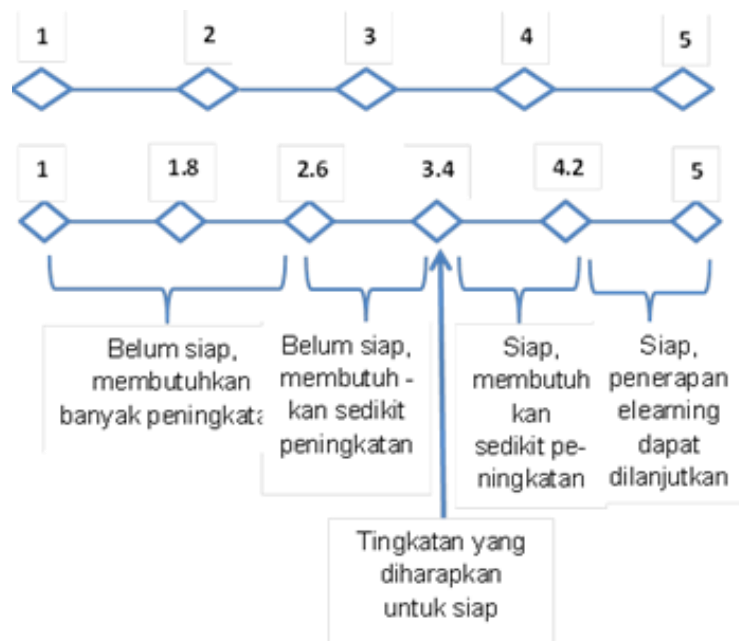 1 2 3 4 5
1 1.8 2.6 3.4 4.2 5
Belum siap,
membutuhkan
banyak peningkata
Belum siap,
membutuh -
kan sedikit
peningkatan
Siap,
membutuh
kan
sedikit pe-
ningkatan
Siap,
penerapan
elearning
dapat
dilanjutkan
Tingkatan yang
diharapkan
untuk siap